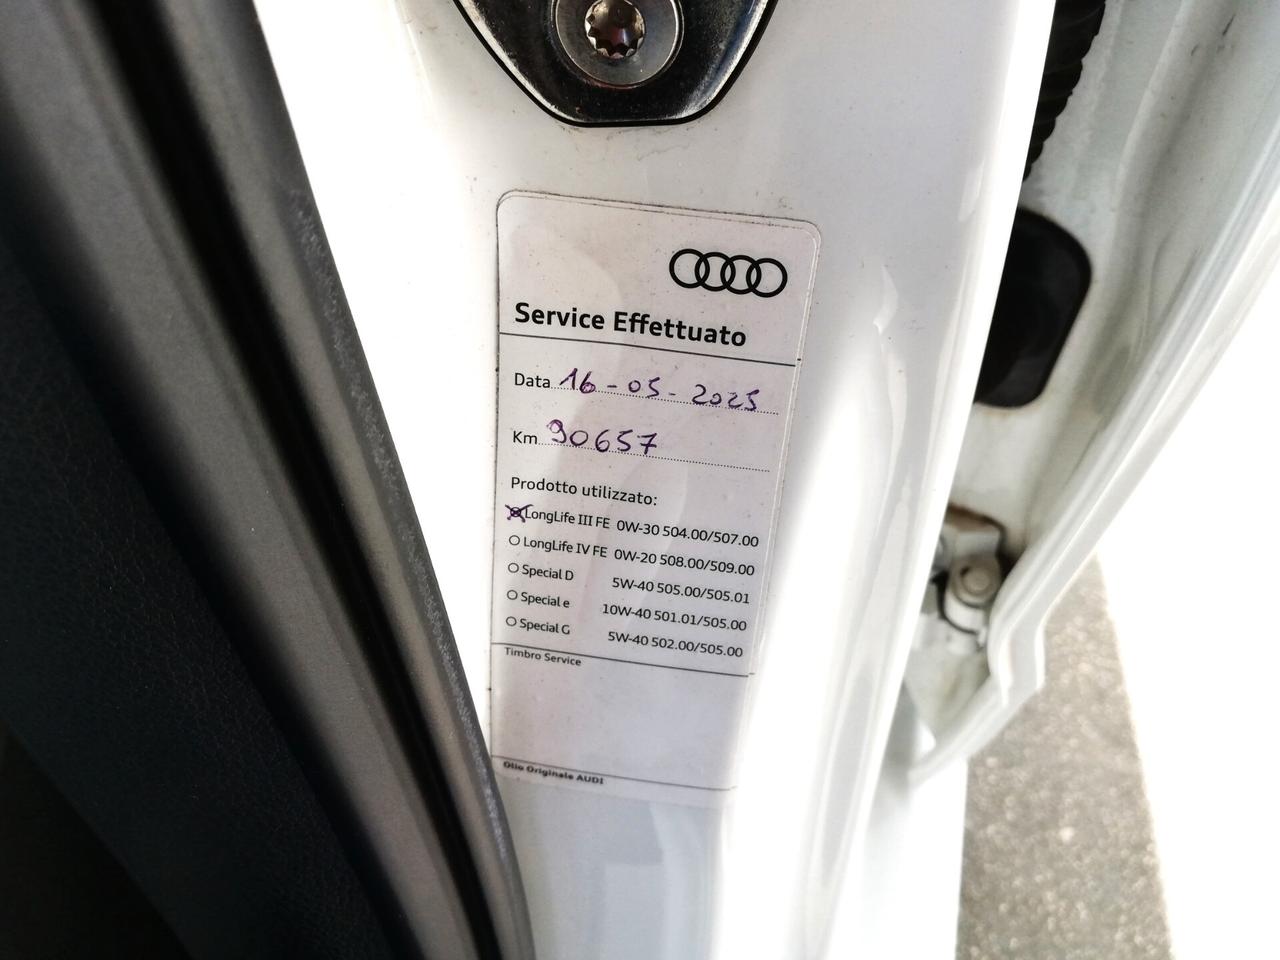 Service Effettuato
Data 16-05-2025
Km 90657
Prodotto utilizzato:
LongLife III FE 0W-30 504.00/507.00
LongLife IV FE 0W-20 508.00/509.00
Special D 5W-40 505.00/505.01
Special e 10W-40 501.01/505.00
Special G 5W-40 502.00/505.00
Timbro Service
Olio Originale AUDI